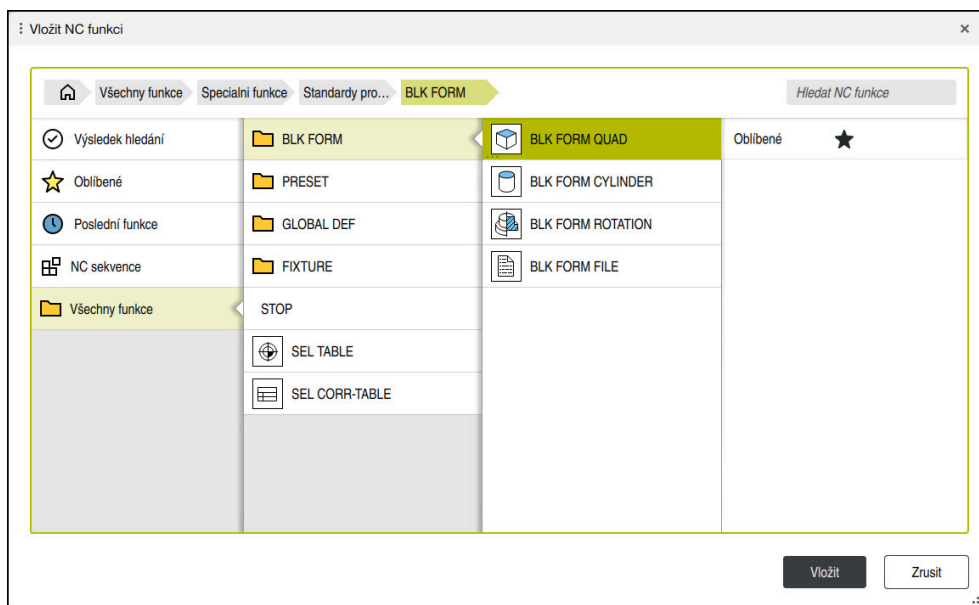 Vložit NC funkci
Všechny funkce Specialni funkce Standardy pro... BLK FORM Hledat NC funkce
Výsledek hledání
Oblíbené
Poslední funkce
NC sekvence
Všechny funkce
BLK FORM
PRESET
GLOBAL DEF
FIXTURE
STOP
SEL TABLE
SEL CORR-TABLE
BLK FORM QUAD
BLK FORM CYLINDER
BLK FORM ROTATION
BLK FORM FILE
Oblíbené
Vložit Zrusit